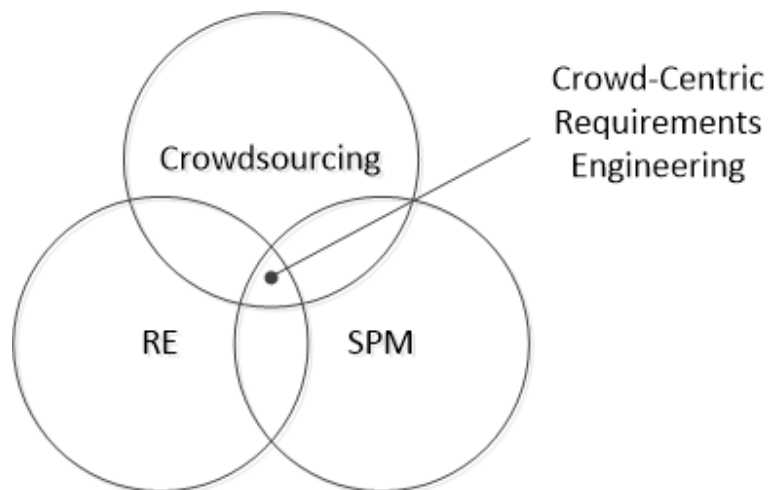 Crowd-Centric
Requirements
Engineering
Crowdsourcing
RE
SPM